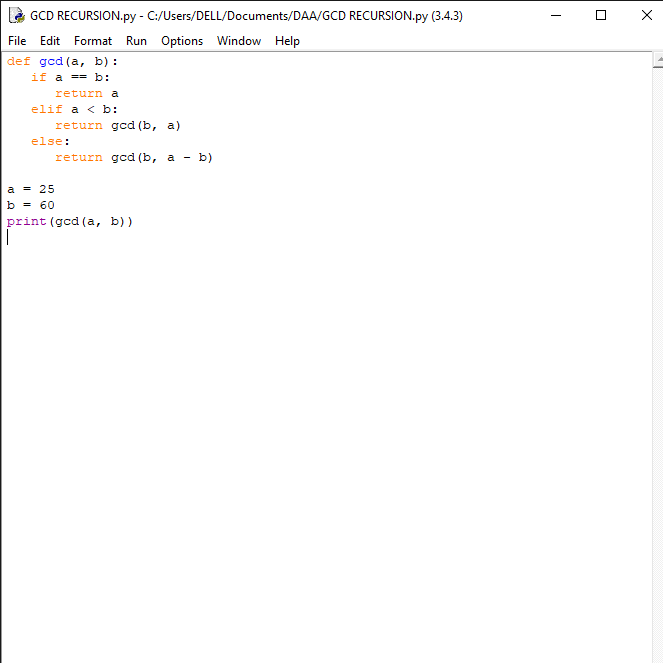 GCD RECURSION.py - C:/Users/DELL/Documents/DAA/GCD RECURSION.py (3.4.3)
File Edit Format Run Options Window Help
def gcd(a, b):
   if a == b:
      return a
   elif a < b:
      return gcd(b, a)
   else:
      return gcd(b, a - b)

a = 25
b = 60
print(gcd(a, b))